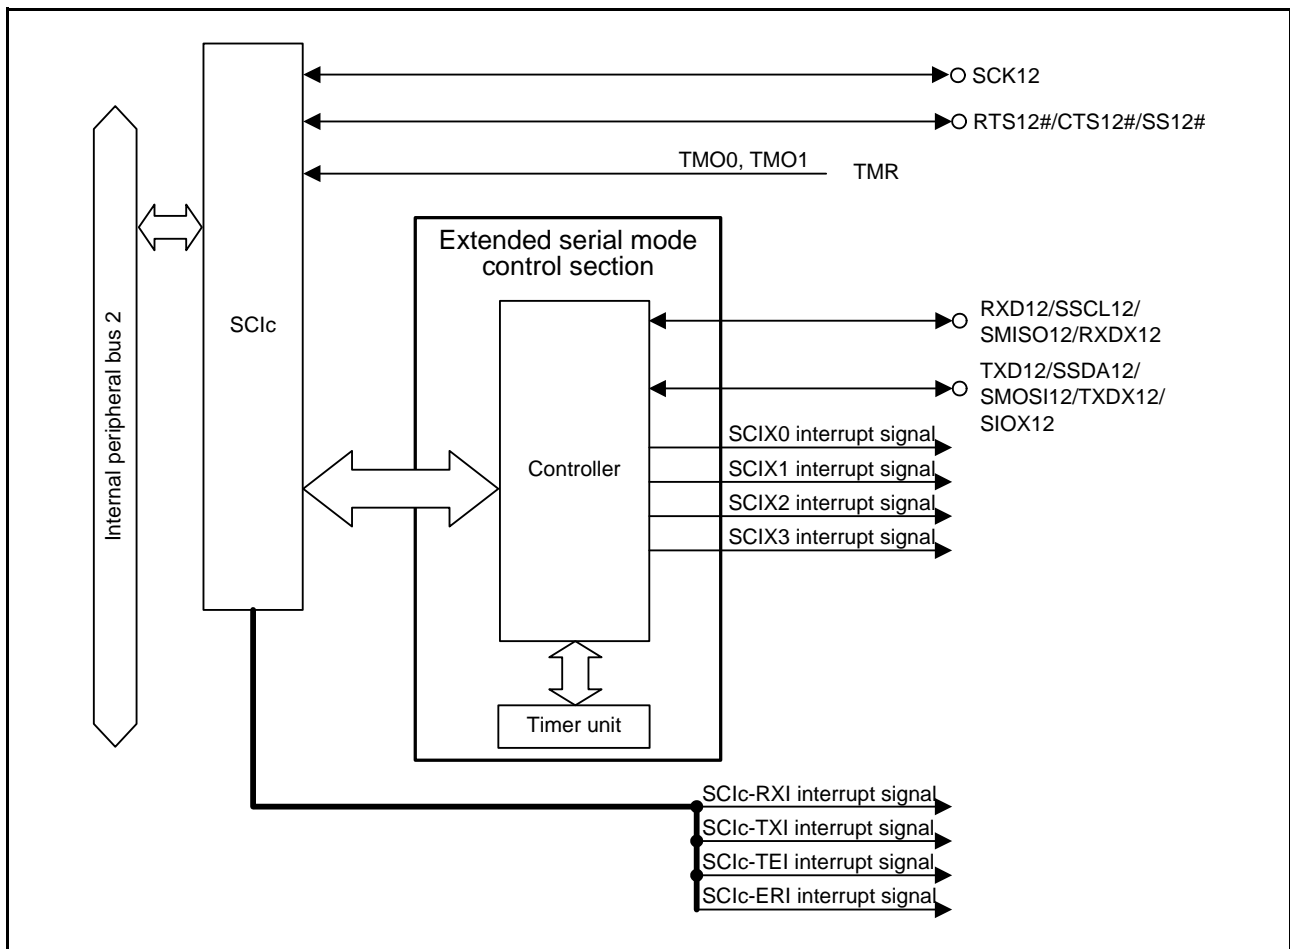 SCK12
RTS12#/CTS12#/SS12#
TMO0, TMO1
TMR
Internal peripheral bus 2
SCIc
Extended serial mode
control section
RXD12/SSCL12/
SMISO12/RXDX12
TXD12/SSDA12/
SMOSI12/TXDX12/
SIOX12
Controller
SCIX0 interrupt signal
SCIX1 interrupt signal
SCIX2 interrupt signal
SCIX3 interrupt signal
Timer unit
SCIc-RXI interrupt signal
SCIc-TXI interrupt signal
SCIc-TEI interrupt signal
SCIc-ERI interrupt signal